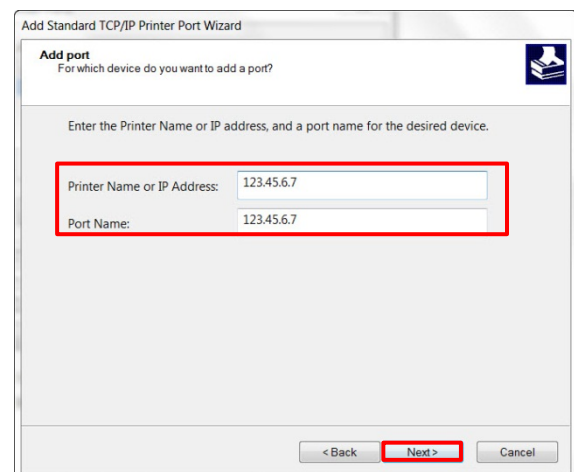 Add Standard TCP/IP Printer Port Wizard
Add port
For which device do you want to add a port?
Enter the Printer Name or IP address, and a port name for the desired device.
Printer Name or IP Address: 123.45.6.7
Port Name: 123.45.6.7
< Back Next > Cancel